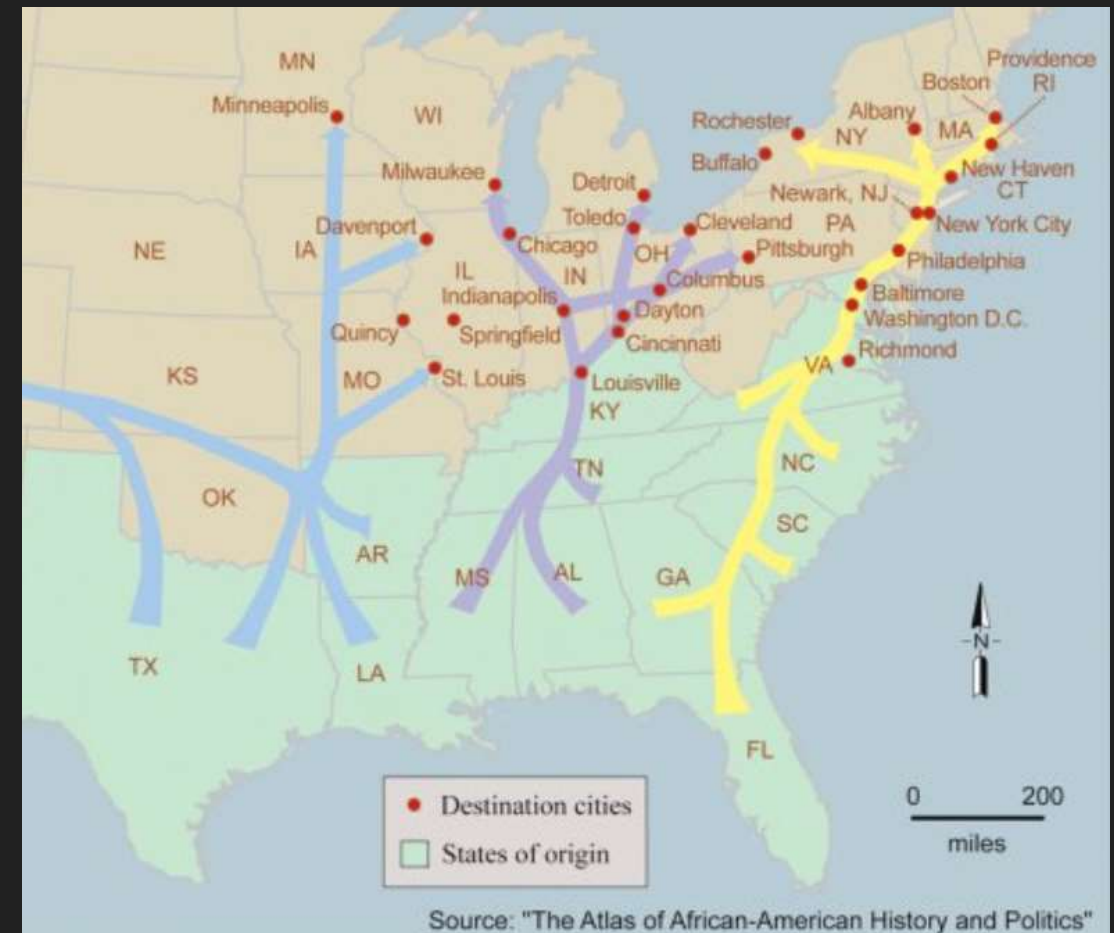 Providence
RI
Boston
MN
Minneapolis
WI
Rochester
Albany
NY
MA
Buffalo
New Haven
CT
Milwaukee
Detroit
Newark, NJ
Toledo
Cleveland
PA
New York City
Davenport
Chicago
OH
Pittsburgh
Philadelphia
NE
IA
IL
IN
Columbus
Indianapolis
Baltimore
Dayton
Washington D.C.
Quincy
Springfield
Cincinnati
Richmond
VA
KS
MO
St. Louis
Louisville
KY
TN
NC
OK
SC
AR
MS
AL
GA
TX
LA
FL
N
0 200
miles
Destination cities
States of origin
Source: "The Atlas of African-American History and Politics"